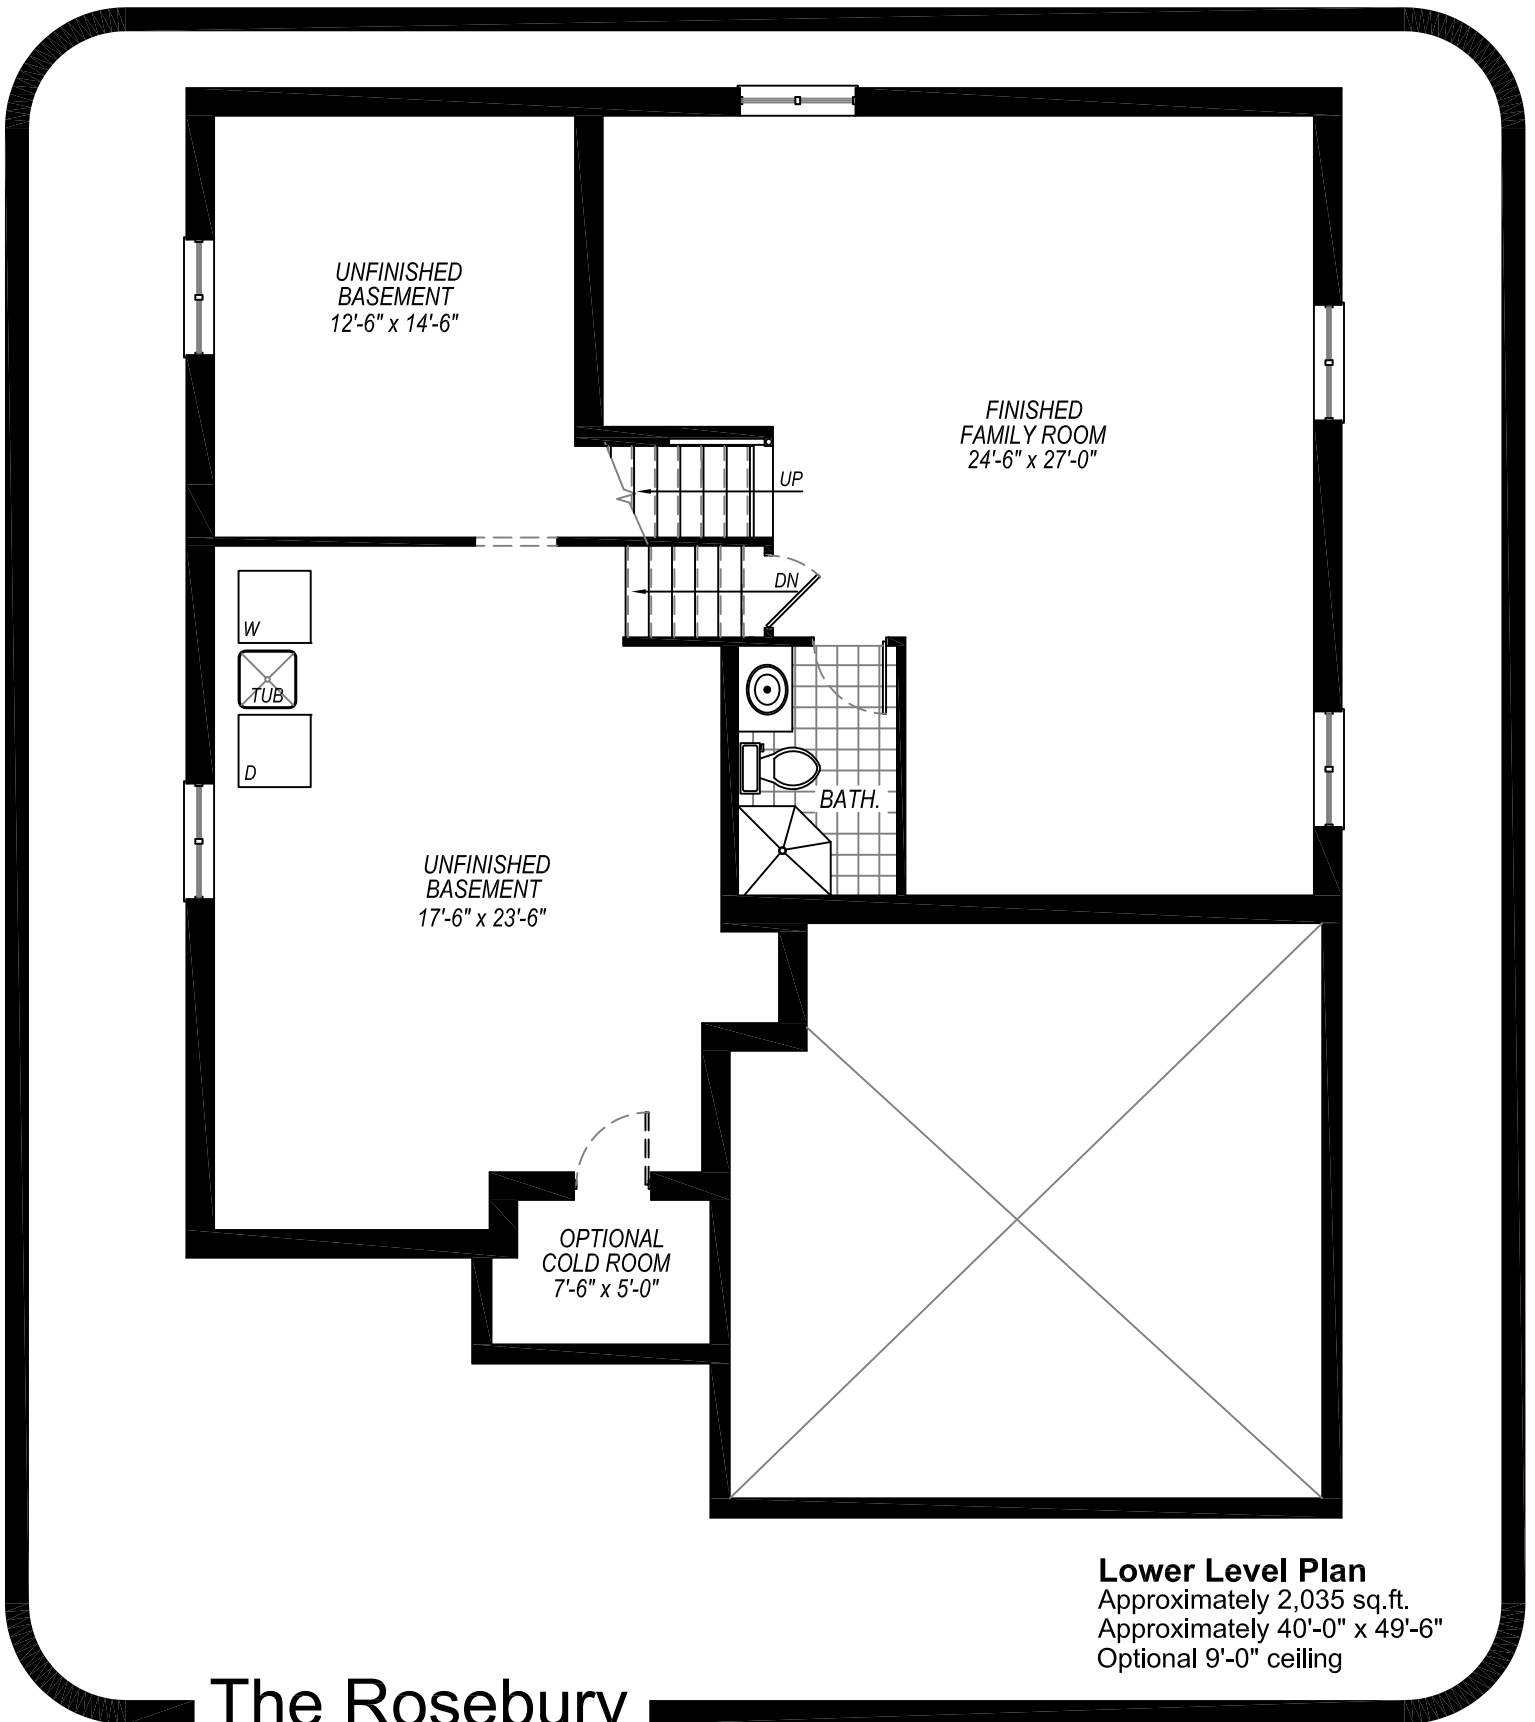 UNFINISHED
BASEMENT
12'-6" x 14'-6"
FINISHED
FAMILY ROOM
24'-6" x 27'-0"
UP
DN
W
TUB
D
BATH.
UNFINISHED
BASEMENT
17'-6" x 23'-6"
OPTIONAL
COLD ROOM
7'-6" x 5'-0"
Lower Level Plan
Approximately 2,035 sq.ft.
Approximately 40'-0" x 49'-6"
Optional 9'-0" ceiling
The Rosebury